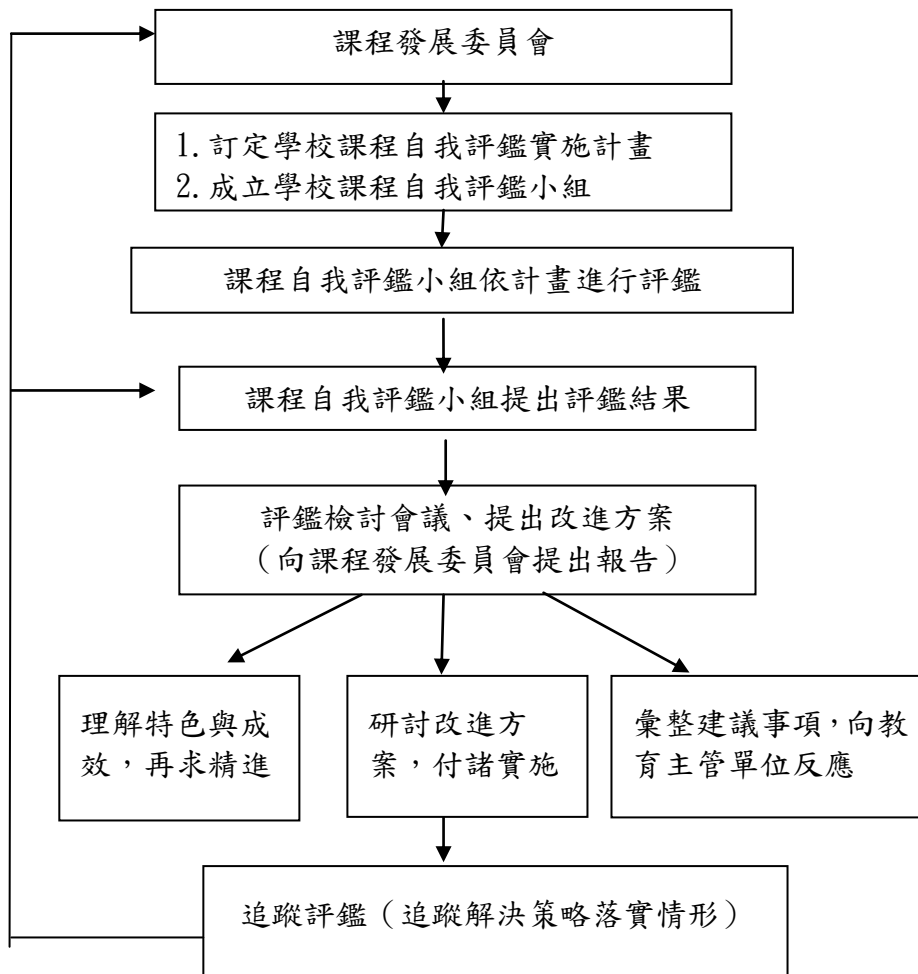 課程發展委員會
1.訂定學校課程自我評鑑實施計畫
2.成立學校課程自我評鑑小組
課程自我評鑑小組依計畫進行評鑑
課程自我評鑑小組提出評鑑結果
評鑑檢討會議、提出改進方案
（向課程發展委員會提出報告）
理解特色與成
效，再求精進
研討改進方
案，付諸實施
彙整建議事項，向教
育主管單位反應
追蹤評鑑（追蹤解決策略落實情形）